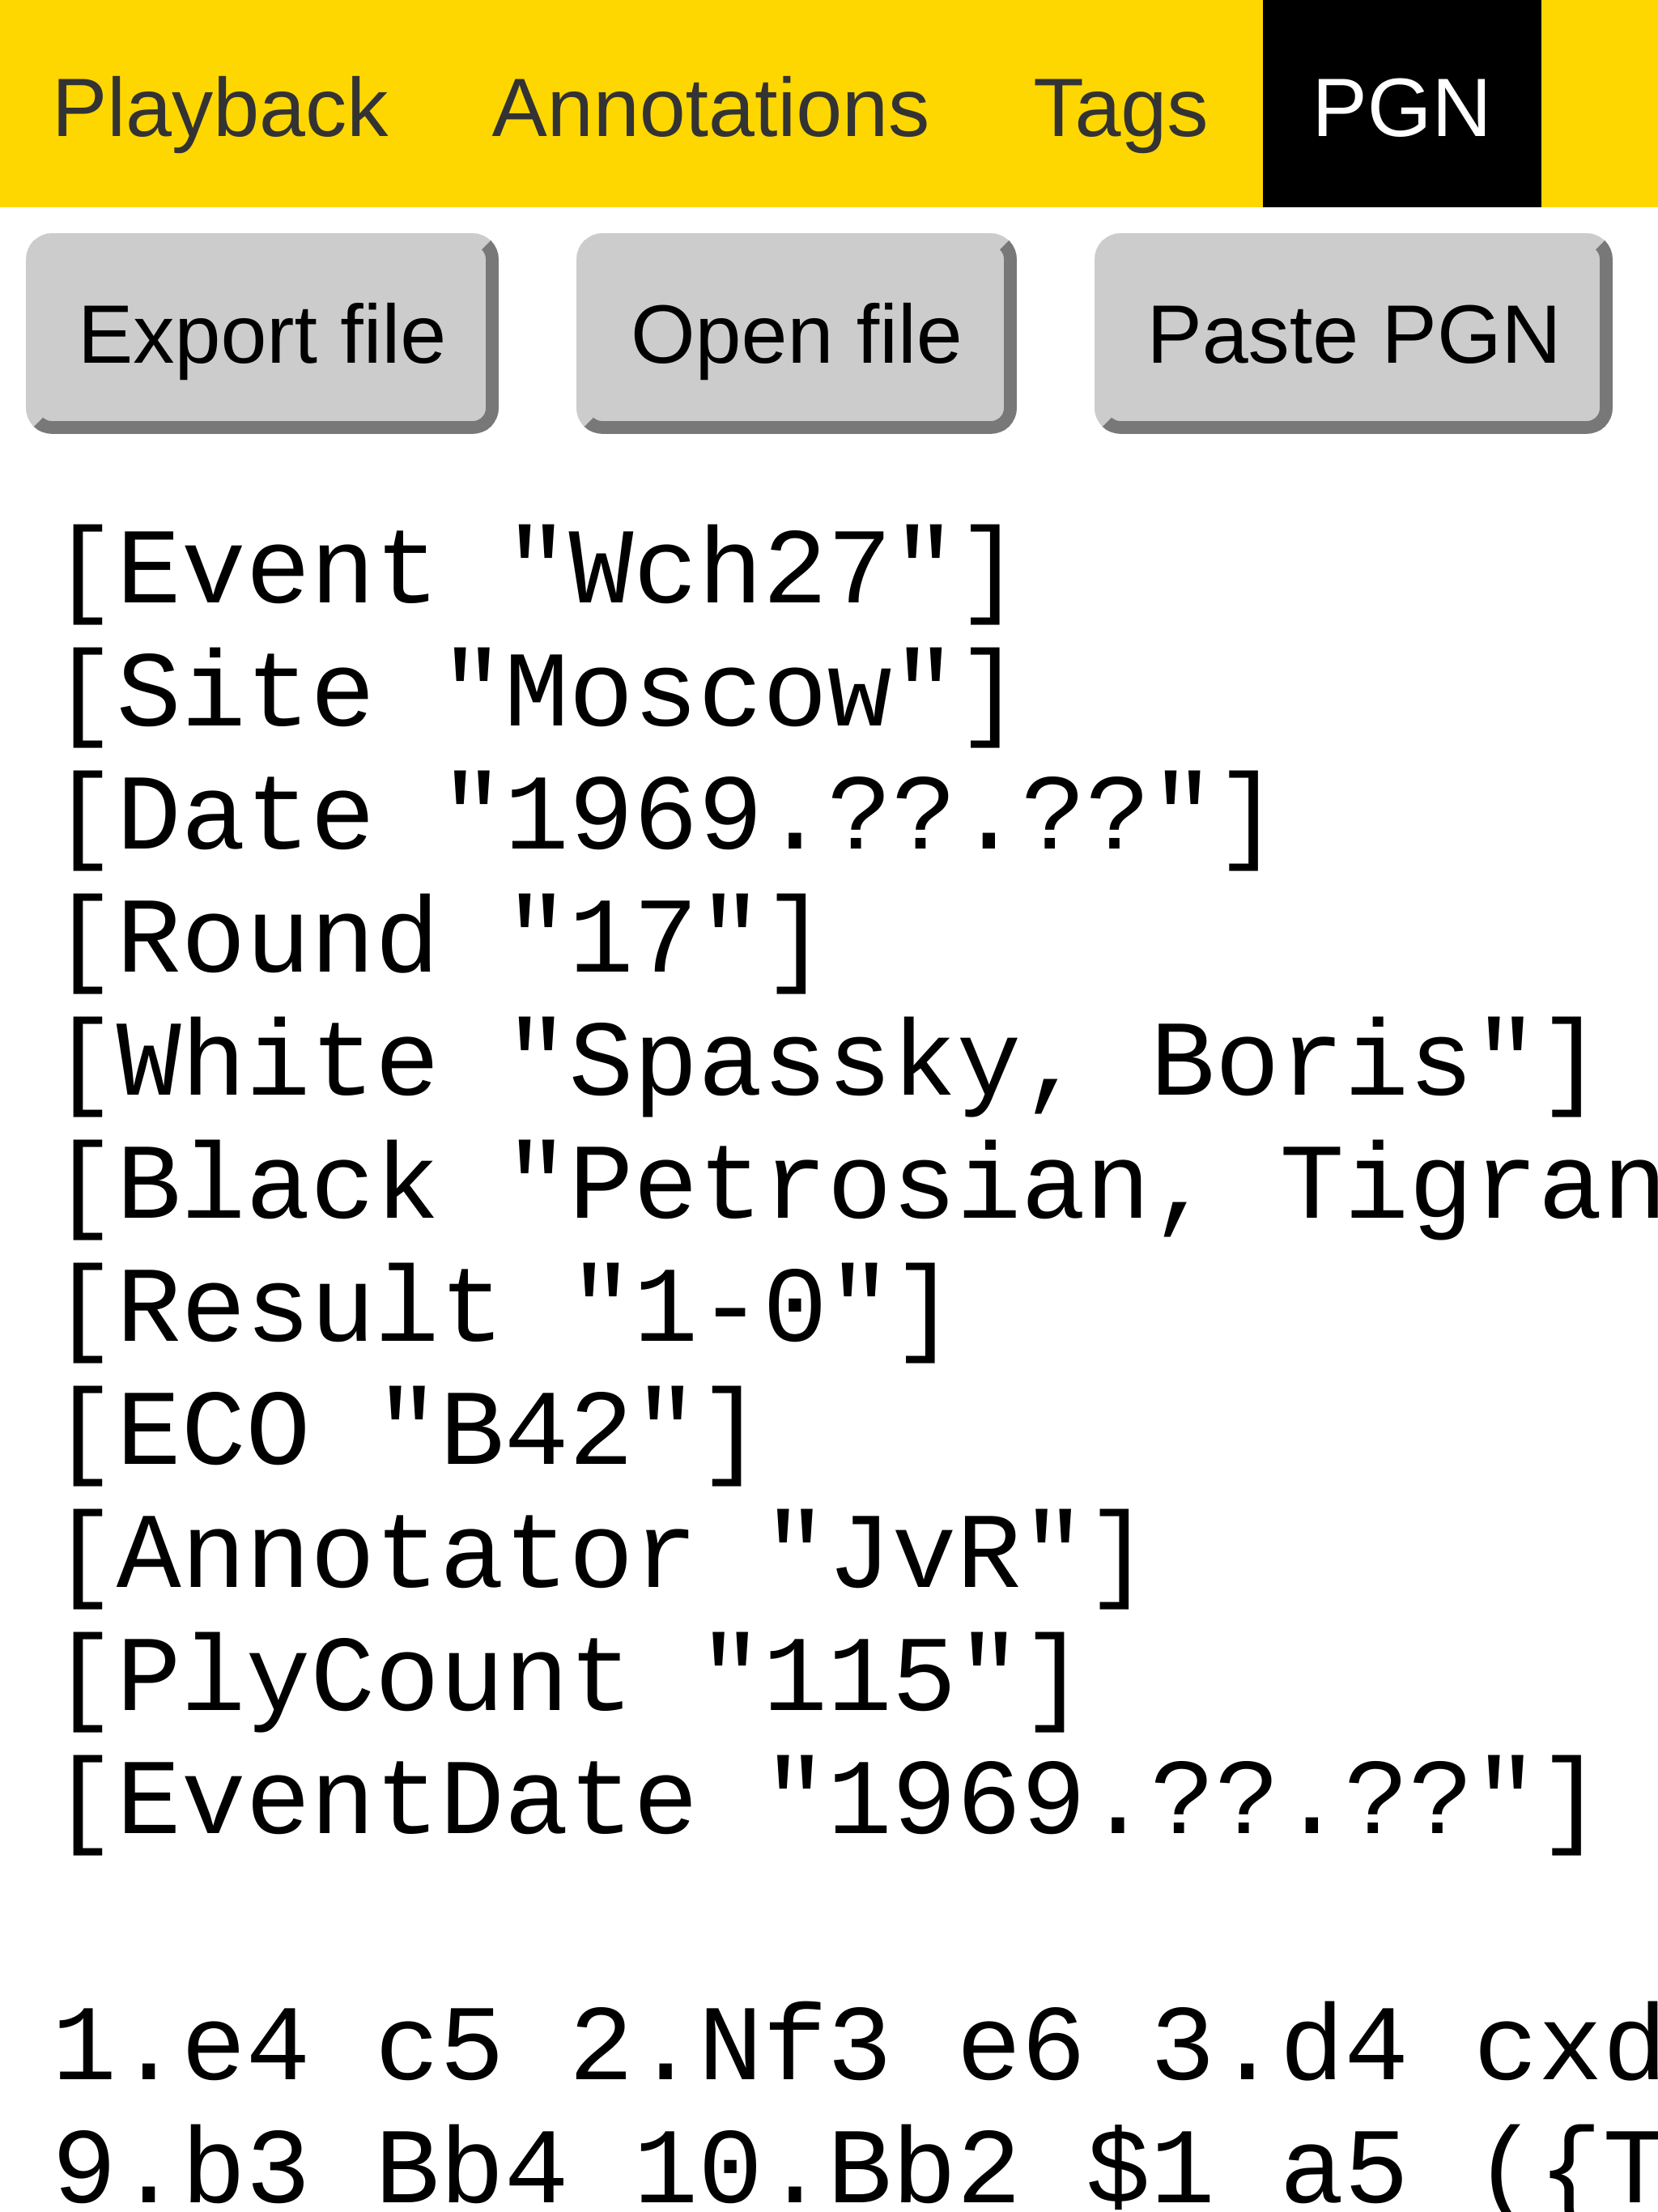 Playback Annotations Tags PGN
Export file Open file Paste PGN
[Event "Wch27"]
[Site "Moscow"]
[Date "1969.??.??"]
[Round "17"]
[White "Spassky, Boris"]
[Black "Petrosian, Tigran
[Result "1-0"]
[ECO "B42"]
[Annotator "JvR"]
[PlyCount "115"]
[EventDate "1969.??.??"]
1.e4 c5 2.Nf3 e6 3.d4 cxd
9.b3 Bb4 10.Bb2 $1 a5 ({T